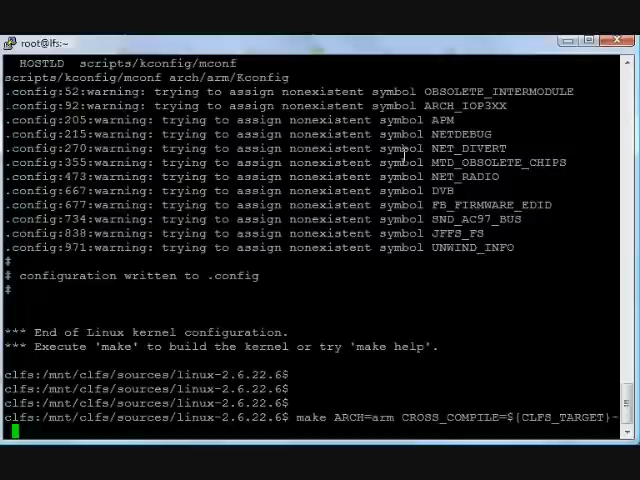 root@lfs:~
HOSTLD  scripts/kconfig/mconf
scripts/kconfig/mconf arch/arm/Kconfig
.config:52:warning: trying to assign nonexistent symbol OBSOLETE_INTERMODULE
.config:92:warning: trying to assign nonexistent symbol ARCH_IOP3XX
.config:205:warning: trying to assign nonexistent symbol APM
.config:215:warning: trying to assign nonexistent symbol NETDEBUG
.config:270:warning: trying to assign nonexistent symbol NET_DIVERT
.config:355:warning: trying to assign nonexistent symbol MTD_OBSOLETE_CHIPS
.config:473:warning: trying to assign nonexistent symbol NET_RADIO
.config:667:warning: trying to assign nonexistent symbol DVB
.config:677:warning: trying to assign nonexistent symbol FB_FIRMWARE_EDID
.config:734:warning: trying to assign nonexistent symbol SND_AC97_BUS
.config:838:warning: trying to assign nonexistent symbol JFFS_FS
.config:971:warning: trying to assign nonexistent symbol UNWIND_INFO
#
# configuration written to .config
#
*** End of Linux kernel configuration.
*** Execute 'make' to build the kernel or try 'make help'.
clfs:/mnt/clfs/sources/linux-2.6.22.6$
clfs:/mnt/clfs/sources/linux-2.6.22.6$
clfs:/mnt/clfs/sources/linux-2.6.22.6$
clfs:/mnt/clfs/sources/linux-2.6.22.6$ make ARCH=arm CROSS_COMPILE=${CLFS_TARGET}-